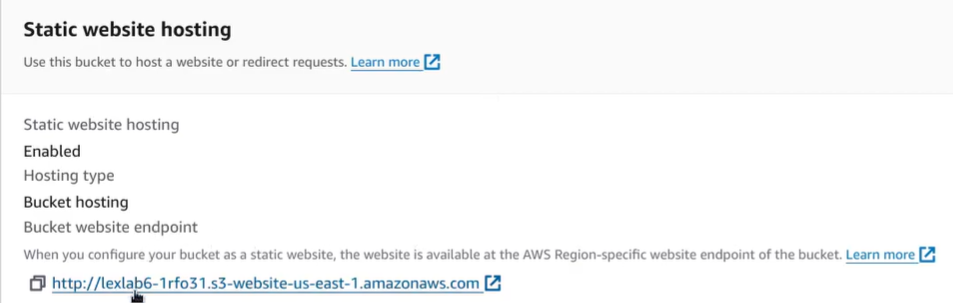 Static website hosting
Use this bucket to host a website or redirect requests. Learn more
Static website hosting
Enabled
Hosting type
Bucket hosting
Bucket website endpoint
When you configure your bucket as a static website, the website is available at the AWS Region-specific website endpoint of the bucket. Learn more
http://lexlab6-1rfo31.s3-website-us-east-1.amazonaws.com